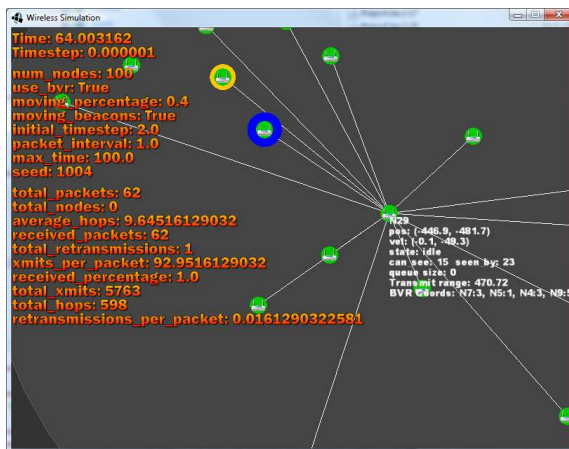 Wireless Simulation
Time: 64.003162
Timestep: 0.000001
num_nodes: 100
use_bvr: True
moving_percentage: 0.4
moving_beacons: True
initial_timestep: 2.0
packet_interval: 1.0
max_time: 100.0
seed: 1004
total_packets: 62
total_nodes: 0
average_hops: 9.64516129032
received_packets: 62
total_retransmissions: 1
xmits_per_packet: 92.9516129032
received_percentage: 1.0
total_xmits: 5763
total_hops: 598
retransmissions_per_packet: 0.0161290322581
N29
pos: (-446.9, -481.7)
vel: (-0.1, -49.3)
state: idle
can see: 15 seen by: 23
queue size: 0
Transmit range: 470.72
BVR Coords: N7:3, N5:1, N4:3, N9:5